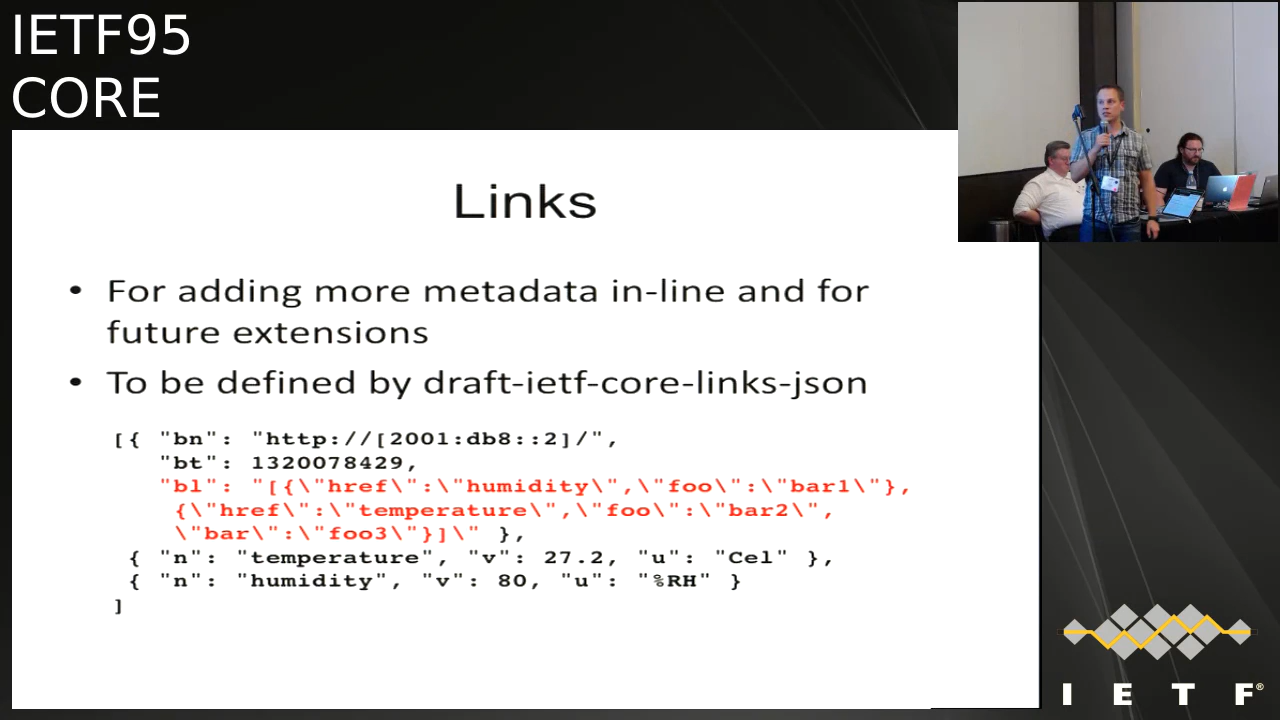 IETF95
CORE
Links
• For adding more metadata in-line and for
future extensions
• To be defined by draft-ietf-core-links-json
[{ "bn": "http://[2001:db8::2]/",
"bt": 1320078429,
"bl": "[{\"href\":\"humidity\",\"foo\":\"bar1\"},
{\"href\":\"temperature\",\"foo\":\"bar2\",
\"bar\":\"foo3\"}]\" },
{ "n": "temperature", "v": 27.2, "u": "Cel" },
{ "n": "humidity", "v": 80, "u": "%RH" }
]
I E T F®